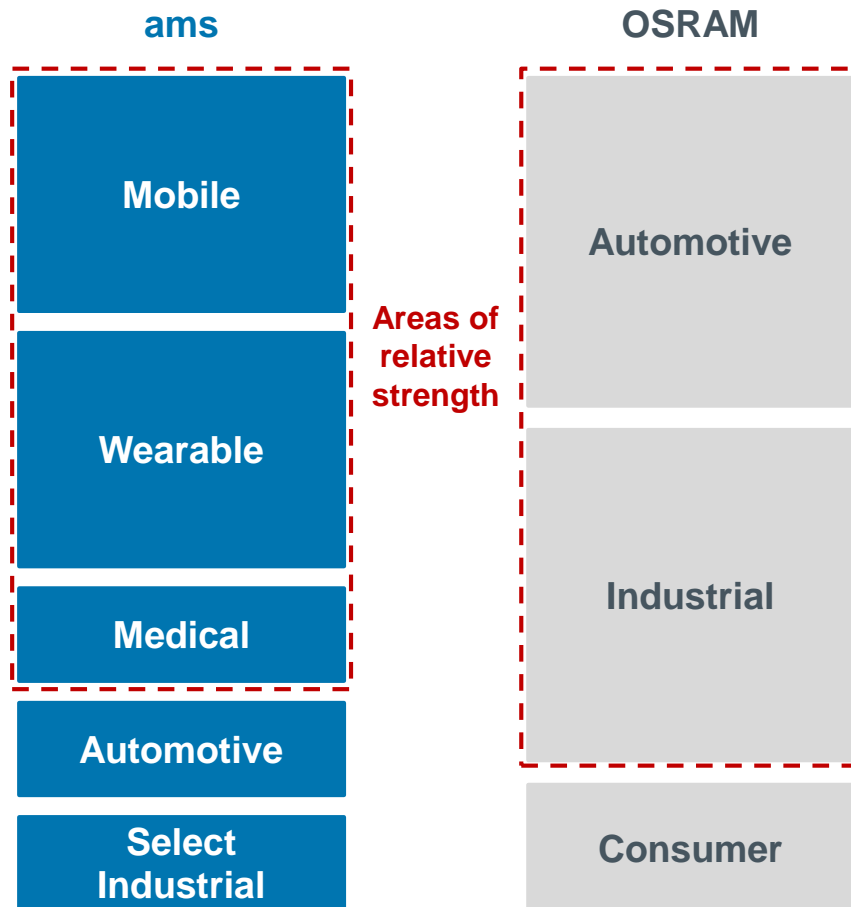 ams
Mobile
Wearable
Medical
Automotive
Select
Industrial
Areas of
relative
strength
OSRAM
Automotive
Industrial
Consumer